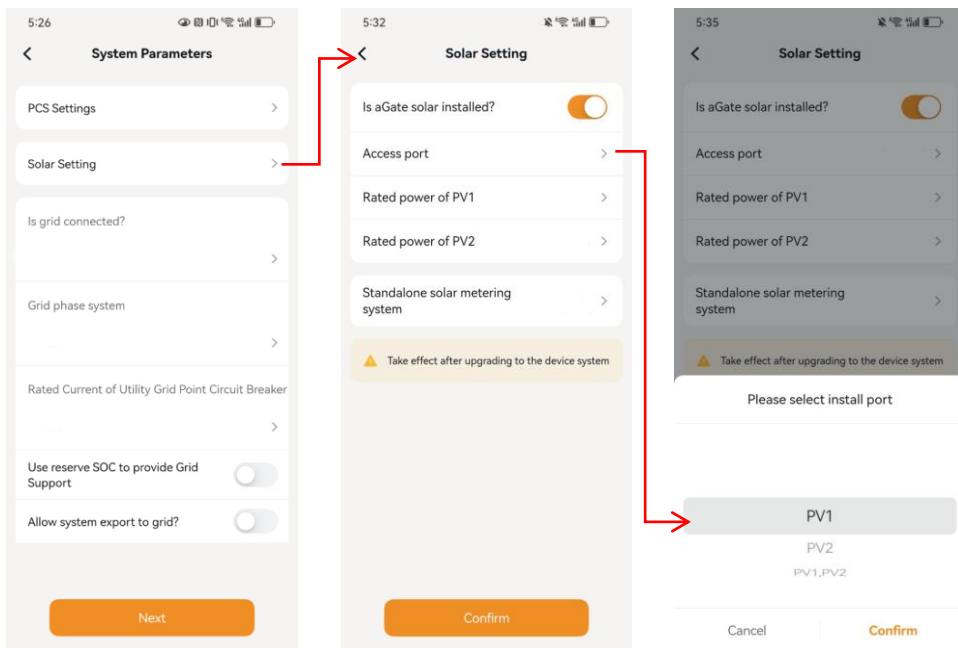 5:26
System Parameters
PCS Settings
Solar Setting
Is grid connected?
Grid phase system
Rated Current of Utility Grid Point Circuit Breaker
Use reserve SOC to provide Grid
Support
Allow system export to grid?
Next
5:32
Solar Setting
Is aGate solar installed?
Access port
Rated power of PV1
Rated power of PV2
Standalone solar metering
system
Take effect after upgrading to the device system
Confirm
5:35
Solar Setting
Is aGate solar installed?
Access port
Rated power of PV1
Rated power of PV2
Standalone solar metering
system
Take effect after upgrading to the device system
Please select install port
PV1
PV2
PV1,PV2
Cancel Confirm